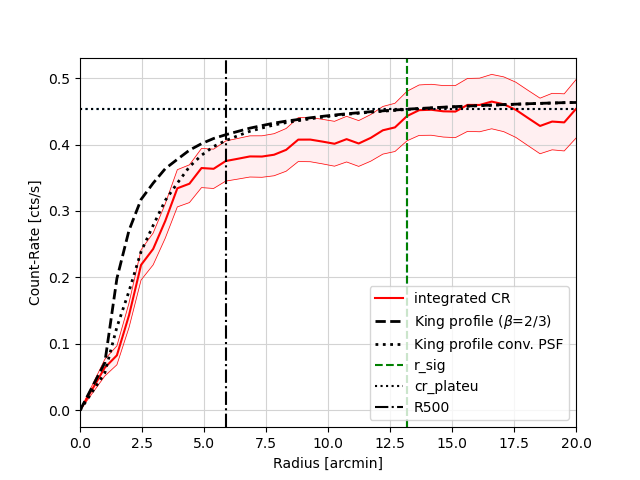 0.5
0.4
0.3
0.2
0.1
0.0
Count-Rate [cts/s]
integrated CR
King profile (β=2/3)
King profile conv. PSF
r_sig
cr_plateu
R500
0.0 2.5 5.0 7.5 10.0 12.5 15.0 17.5 20.0
Radius [arcmin]